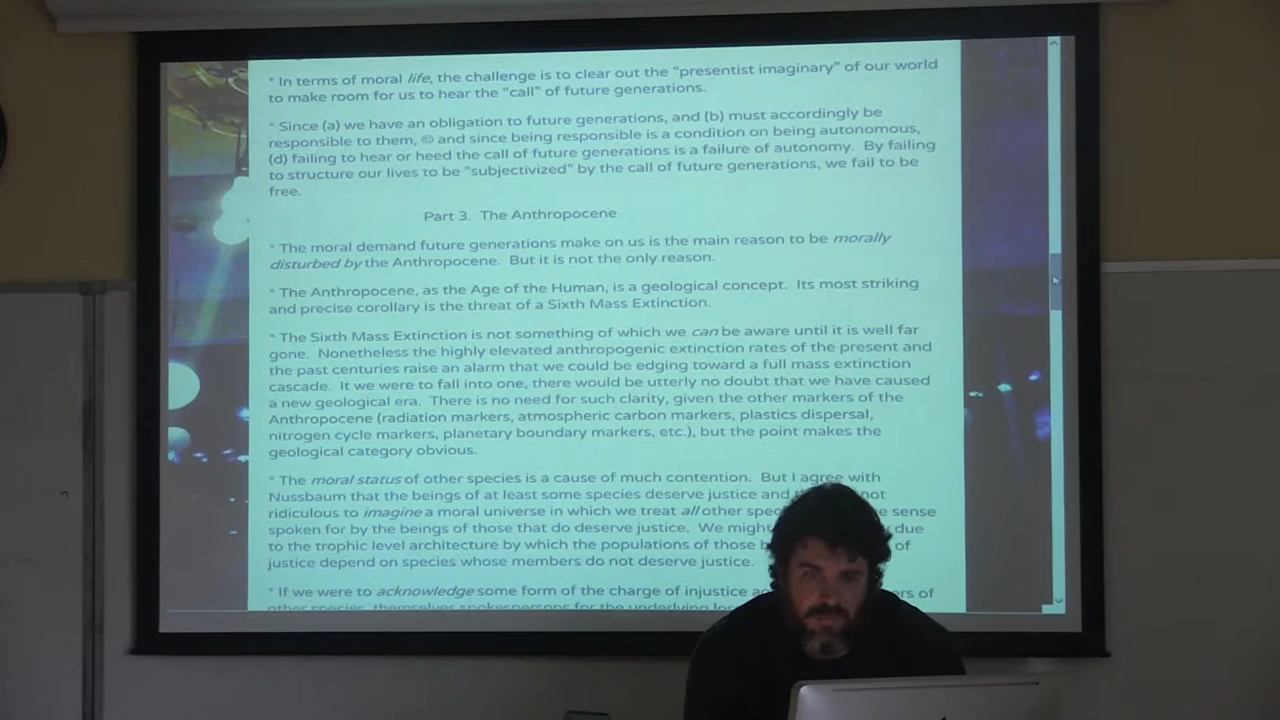 * In terms of moral life, the challenge is to clear out the “presentist imaginary” of our world
to make room for us to hear the “call” of future generations.
* Since (a) we have an obligation to future generations, and (b) must accordingly be
responsible to them, © and since being responsible is a condition on being autonomous,
(d) failing to hear or heed the call of future generations is a failure of autonomy. By failing
to structure our lives to be “subjectivized” by the call of future generations, we fail to be
free.
Part 3. The Anthropocene
* The moral demand future generations make on us is the main reason to be morally
disturbed by the Anthropocene. But it is not the only reason.
* The Anthropocene, as the Age of the Human, is a geological concept. Its most striking
and precise corollary is the threat of a Sixth Mass Extinction.
* The Sixth Mass Extinction is not something of which we can be aware until it is well far
gone. Nonetheless the highly elevated anthropogenic extinction rates of the present and
the past centuries raise an alarm that we could be edging toward a full mass extinction
cascade. It we were to fall into one, there would be utterly no doubt that we have caused
a new geological era. There is no need for such clarity, given the other markers of the
Anthropocene (radiation markers, atmospheric carbon markers, plastics dispersal,
nitrogen cycle markers, planetary boundary markers, etc.), but the point makes the
geological category obvious.
* The moral status of other species is a cause of much contention. But I agree with
Nussbaum that the beings of at least some species deserve justice and not
ridiculous to imagine a moral universe in which we treat all other sense
spoken for by the beings of those that do deserve justice. We might due
to the trophic level architecture by which the populations of those of
justice depend on species whose members do not deserve justice.
* If we were to acknowledge some form of the charge of injustice of
other species, themselves spokespersons for the underlying